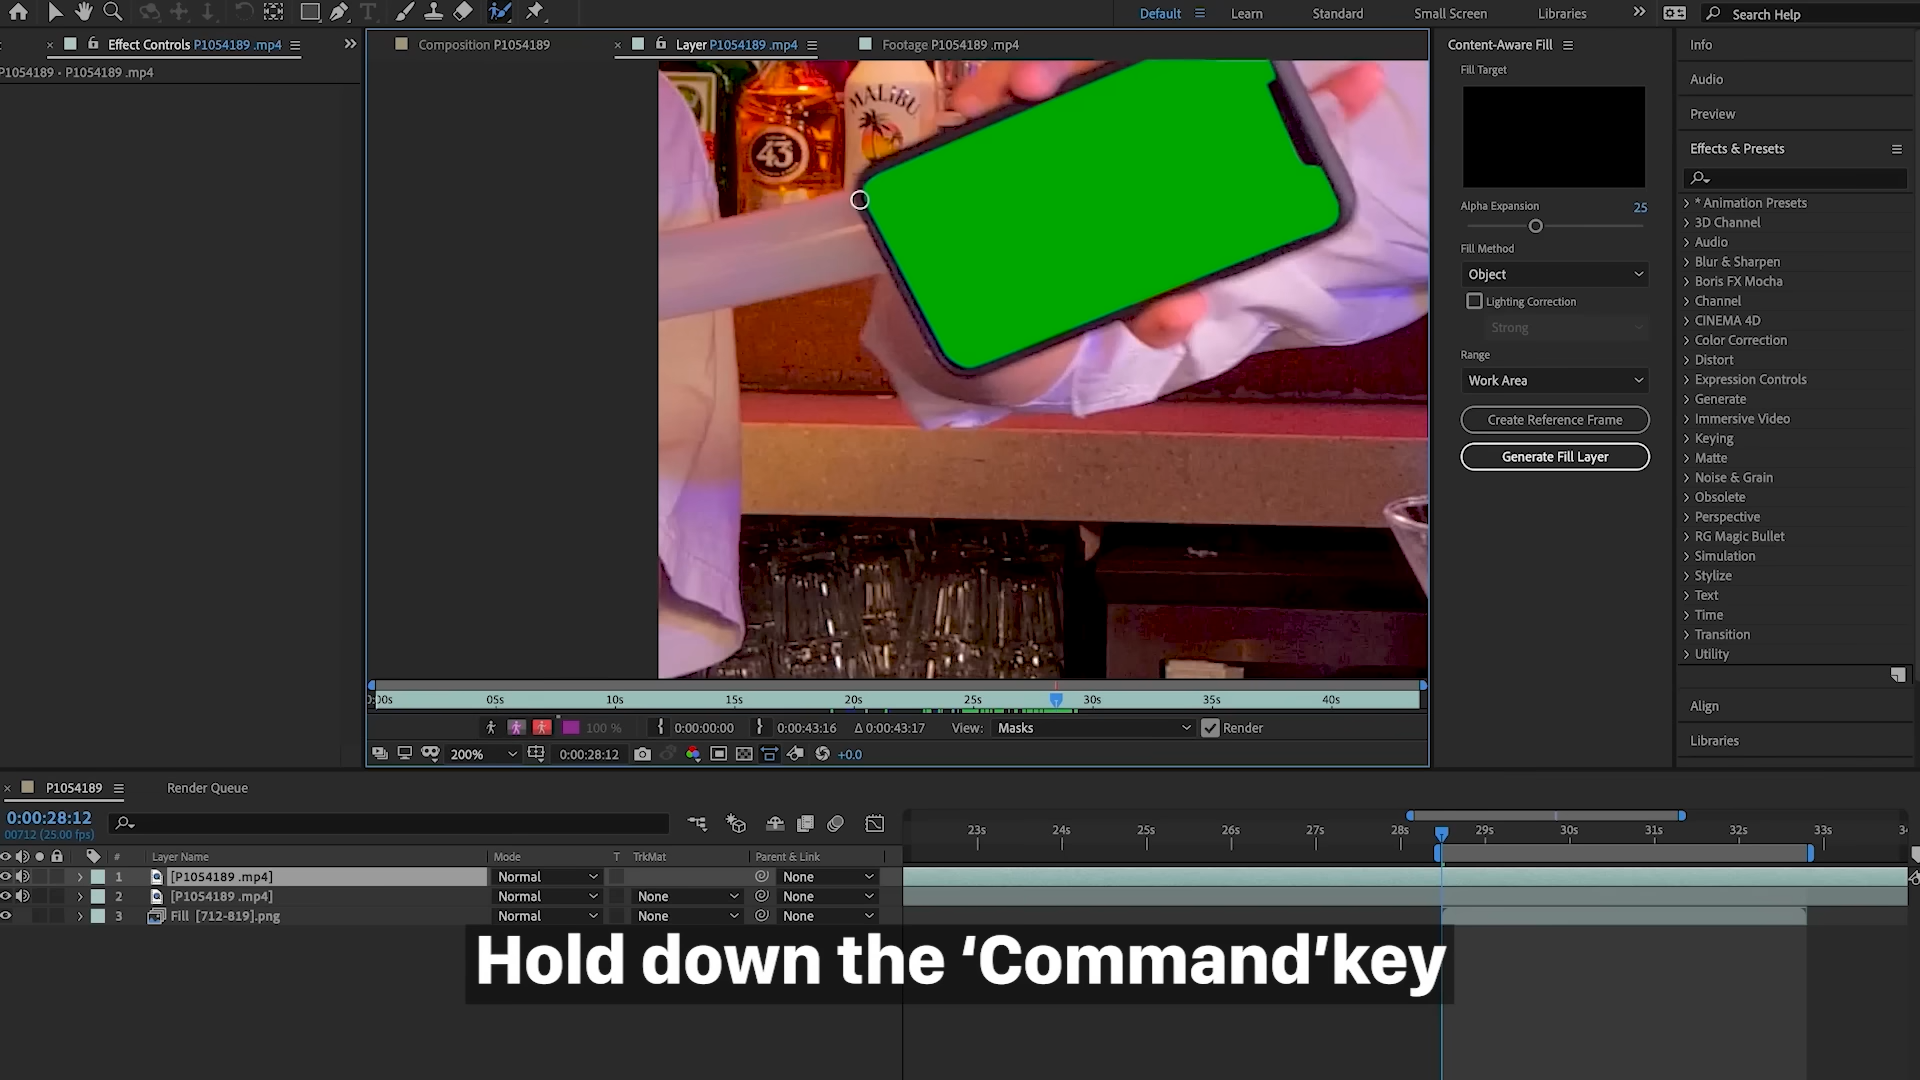 Default
Learn
Standard
Small Screen
Libraries
Search Help
Effect Controls P1054189 .mp4
Composition P1054189
Layer P1054189 .mp4
Footage P1054189 .mp4
Content-Aware Fill
Info
P1054189 • P1054189 .mp4
Fill Target
Audio
Preview
Effects & Presets
MALIBU
43
Alpha Expansion 25
Fill Method
Object
Lighting Correction
Strong
Range
Work Area
Create Reference Frame
Generate Fill Layer
* Animation Presets
3D Channel
Audio
Blur & Sharpen
Boris FX Mocha
Channel
CINEMA 4D
Color Correction
Distort
Expression Controls
Generate
Immersive Video
Keying
Matte
Noise & Grain
Obsolete
Perspective
RG Magic Bullet
Simulation
Stylize
Text
Time
Transition
Utility
Align
Libraries
:00s 05s 10s 15s 20s 25s 30s 35s 40s
100 % 0:00:00:00 0:00:43:16 Δ 0:00:43:17 View: Masks Render
200% 0:00:28:12 +0.0
P1054189
Render Queue
0:00:28:12
00712 (25.00 fps)
23s 24s 25s 26s 27s 28s 29s 30s 31s 32s 33s
# Layer Name Mode T TrkMat Parent & Link
1 [P1054189 .mp4] Normal None
2 [P1054189 .mp4] Normal None None
3 Fill [712-819].png Normal None None
Hold down the ‘Command’key